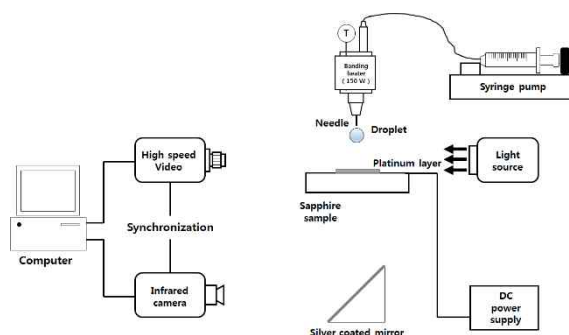 T
Banding
heater
( 150 W )
Syringe pump
Needle
Droplet
High speed
Video
Platinum layer
Light
source
Sapphire
sample
Synchronization
Computer
Infrared
camera
DC
power
supply
Silver coated mirror